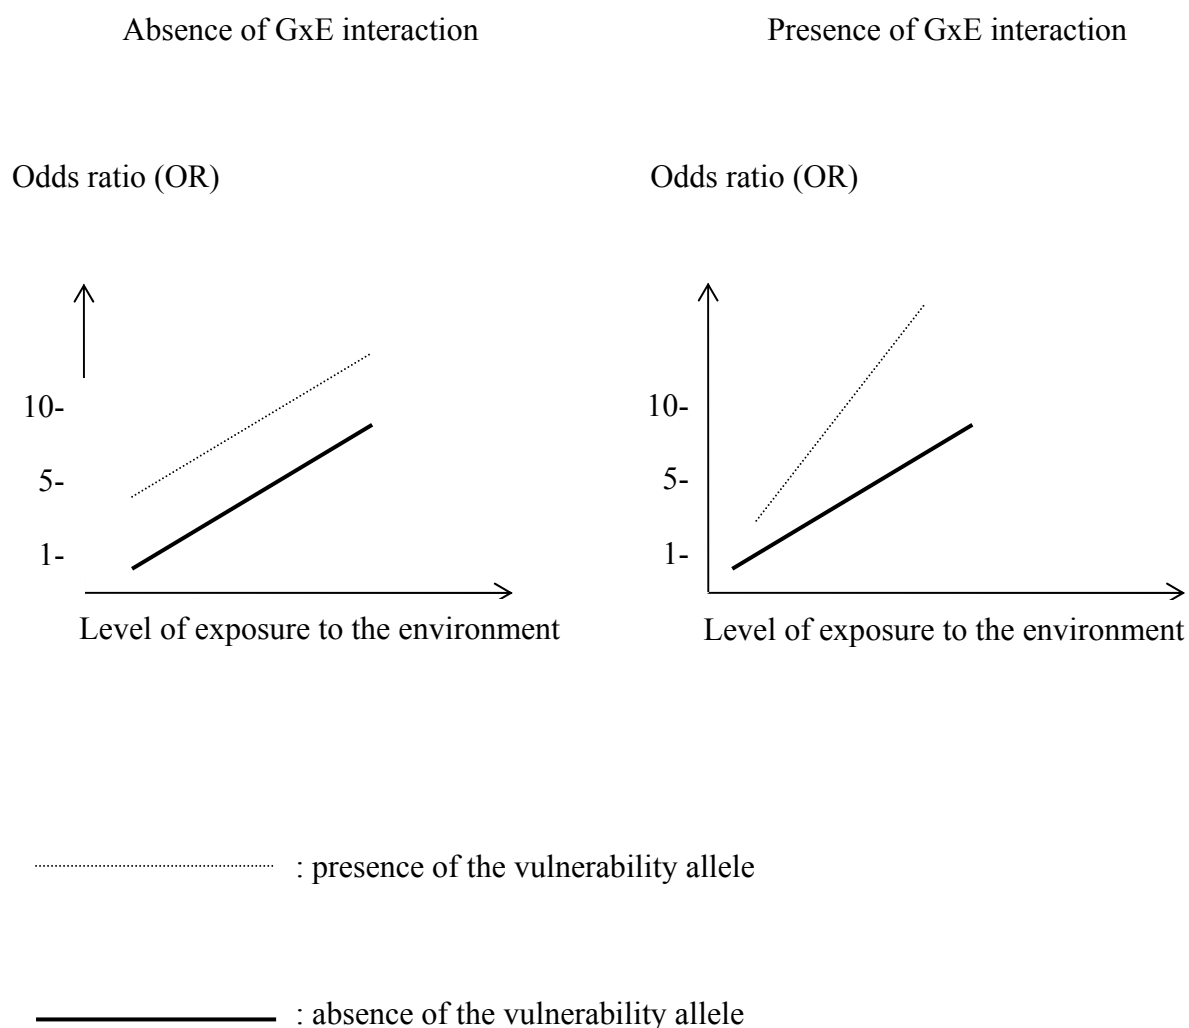 Absence of GxE interaction
Presence of GxE interaction
Odds ratio (OR)
Odds ratio (OR)
10-
5-
1-
Level of exposure to the environment
10-
5-
1-
Level of exposure to the environment
: presence of the vulnerability allele
: absence of the vulnerability allele